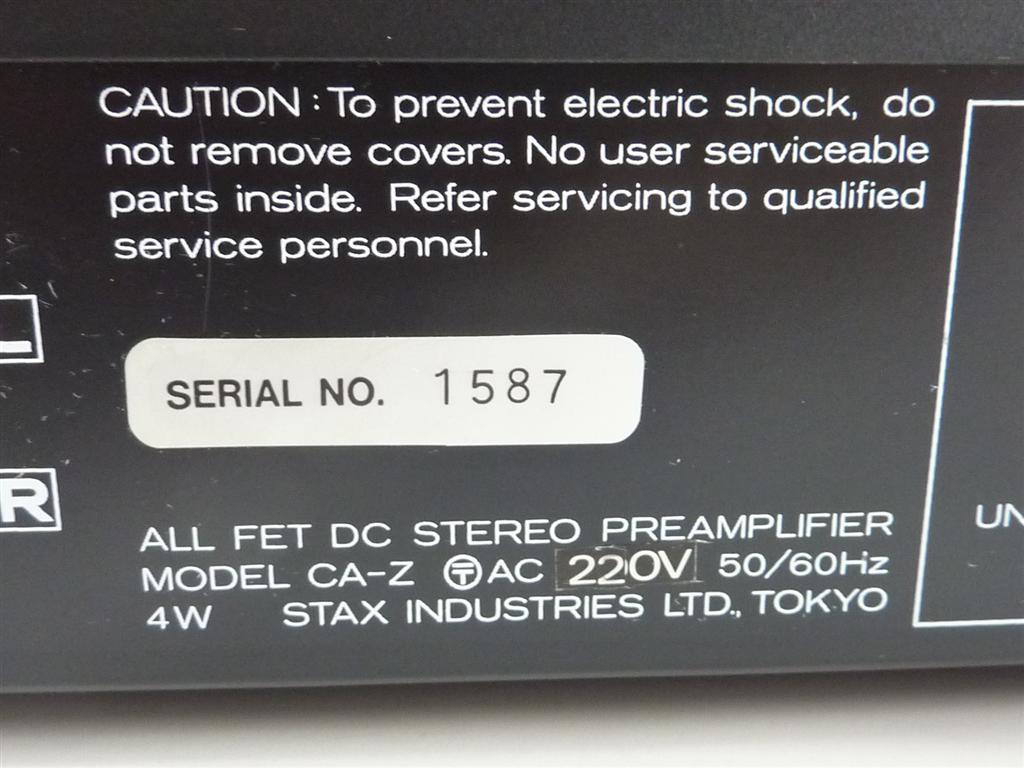 CAUTION : To prevent electric shock, do
not remove covers. No user serviceable
parts inside. Refer servicing to qualified
service personnel.
L
SERIAL NO. 1587
R
ALL FET DC STEREO PREAMPLIFIER
MODEL CA-Z 〶 AC 220V 50/60Hz
4W STAX INDUSTRIES LTD., TOKYO